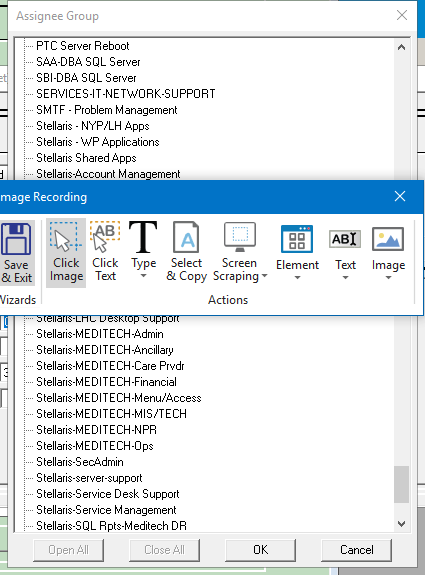 Assignee Group
PTC Server Reboot
SAA-DBA SQL Server
SBI-DBA SQL Server
SERVICES-IT-NETWORK-SUPPORT
SMTF - Problem Management
Stellaris - NYP/LH Apps
Stellaris - WP Applications
Stellaris Shared Apps
Stellaris-Account Management
mage Recording
Save & Exit
Click Image
AB
Click Text
T
Type
A
Select & Copy
Screen Scraping
Element
AB
Text
Image
Wizards
Actions
Stellaris-LHC Desktop Support
Stellaris-MEDITECH-Admin
Stellaris-MEDITECH-Ancillary
Stellaris-MEDITECH-Care Prvdr
Stellaris-MEDITECH-Financial
Stellaris-MEDITECH-Menu/Access
Stellaris-MEDITECH-MIS/TECH
Stellaris-MEDITECH-NPR
Stellaris-MEDITECH-Ops
Stellaris-SecAdmin
Stellaris-server-support
Stellaris-Service Desk Support
Stellaris-Service Management
Stellaris-SQL Rpts-Meditech DR
Open All
Close All
OK
Cancel